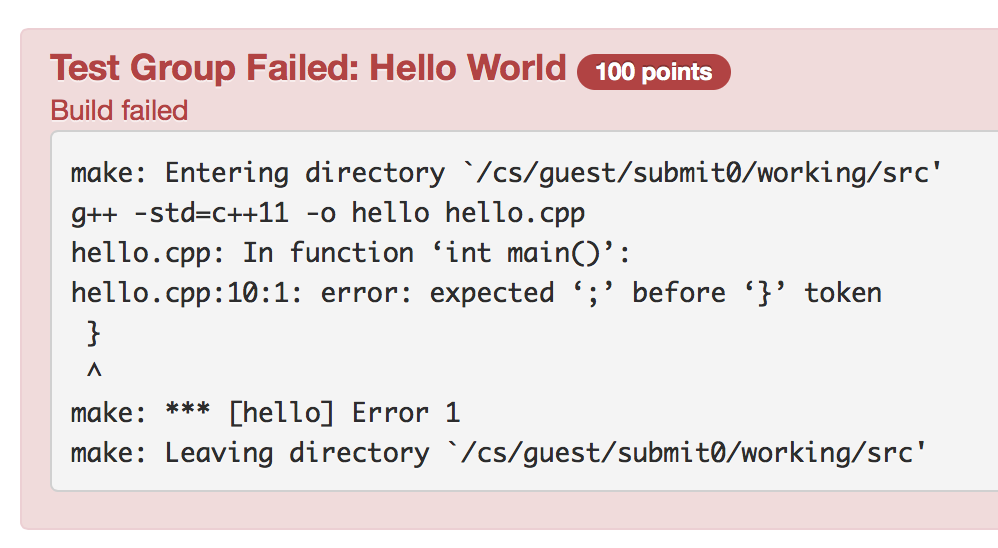 Test Group Failed: Hello World 100 points
Build failed
make: Entering directory `/cs/guest/submit0/working/src'
g++ -std=c++11 -o hello hello.cpp
hello.cpp: In function ‘int main()’:
hello.cpp:10:1: error: expected ‘;’ before ‘}’ token
 }
 ^
make: *** [hello] Error 1
make: Leaving directory `/cs/guest/submit0/working/src'